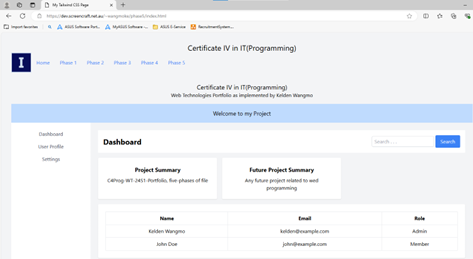 My Tailwind CSS Page
https://dev.screencraft.net.au/~wangmoke/phase5/index.html
Import favorites
ASUS Software Port...
MyASUS Software -...
ASUS E-Service
RecruitmentSystem...
Certificate IV in IT(Programming)
I
Home Phase 1 Phase 2 Phase 3 Phase 4 Phase 5
Certificate IV in IT(Programming)
Web Technologies Portfolio as implemented by Kelden Wangmo
Welcome to my Project
Dashboard
User Profile
Settings
Dashboard
Search . . .
Search
Project Summary
C4Prog-WT-24S1-Portfolio, five phases of file
Future Project Summary
Any future project related to wed
programming
Name Email Role
Kelden Wangmo kelden@example.com Admin
John Doe john@example.com Member